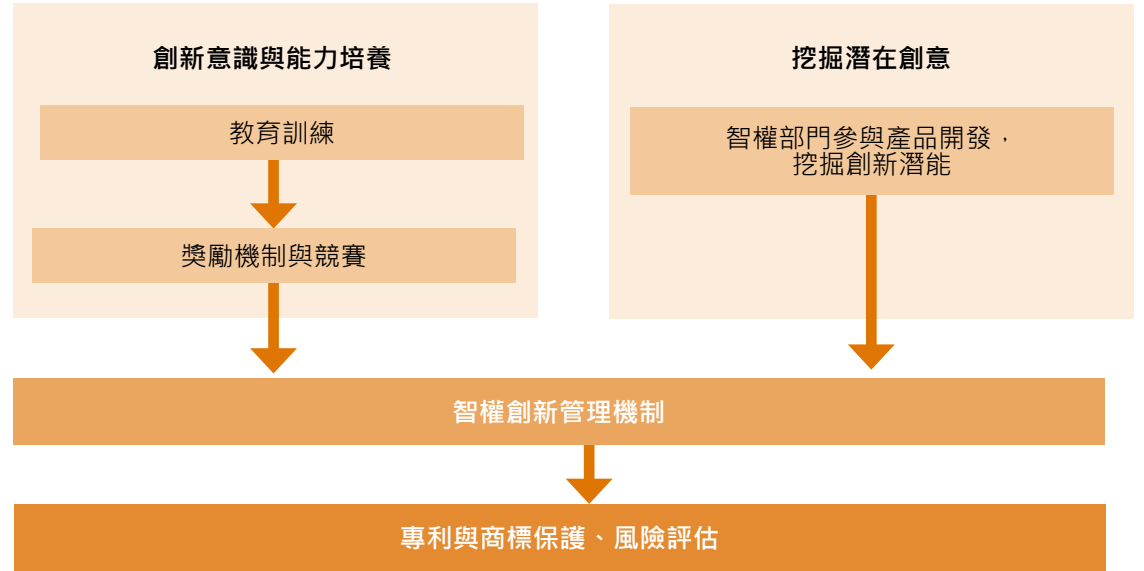 創新意識與能力培養
教育訓練
獎勵機制與競賽
挖掘潛在創意
智權部門參與產品開發，
挖掘創新潛能
智權創新管理機制
專利與商標保護、風險評估